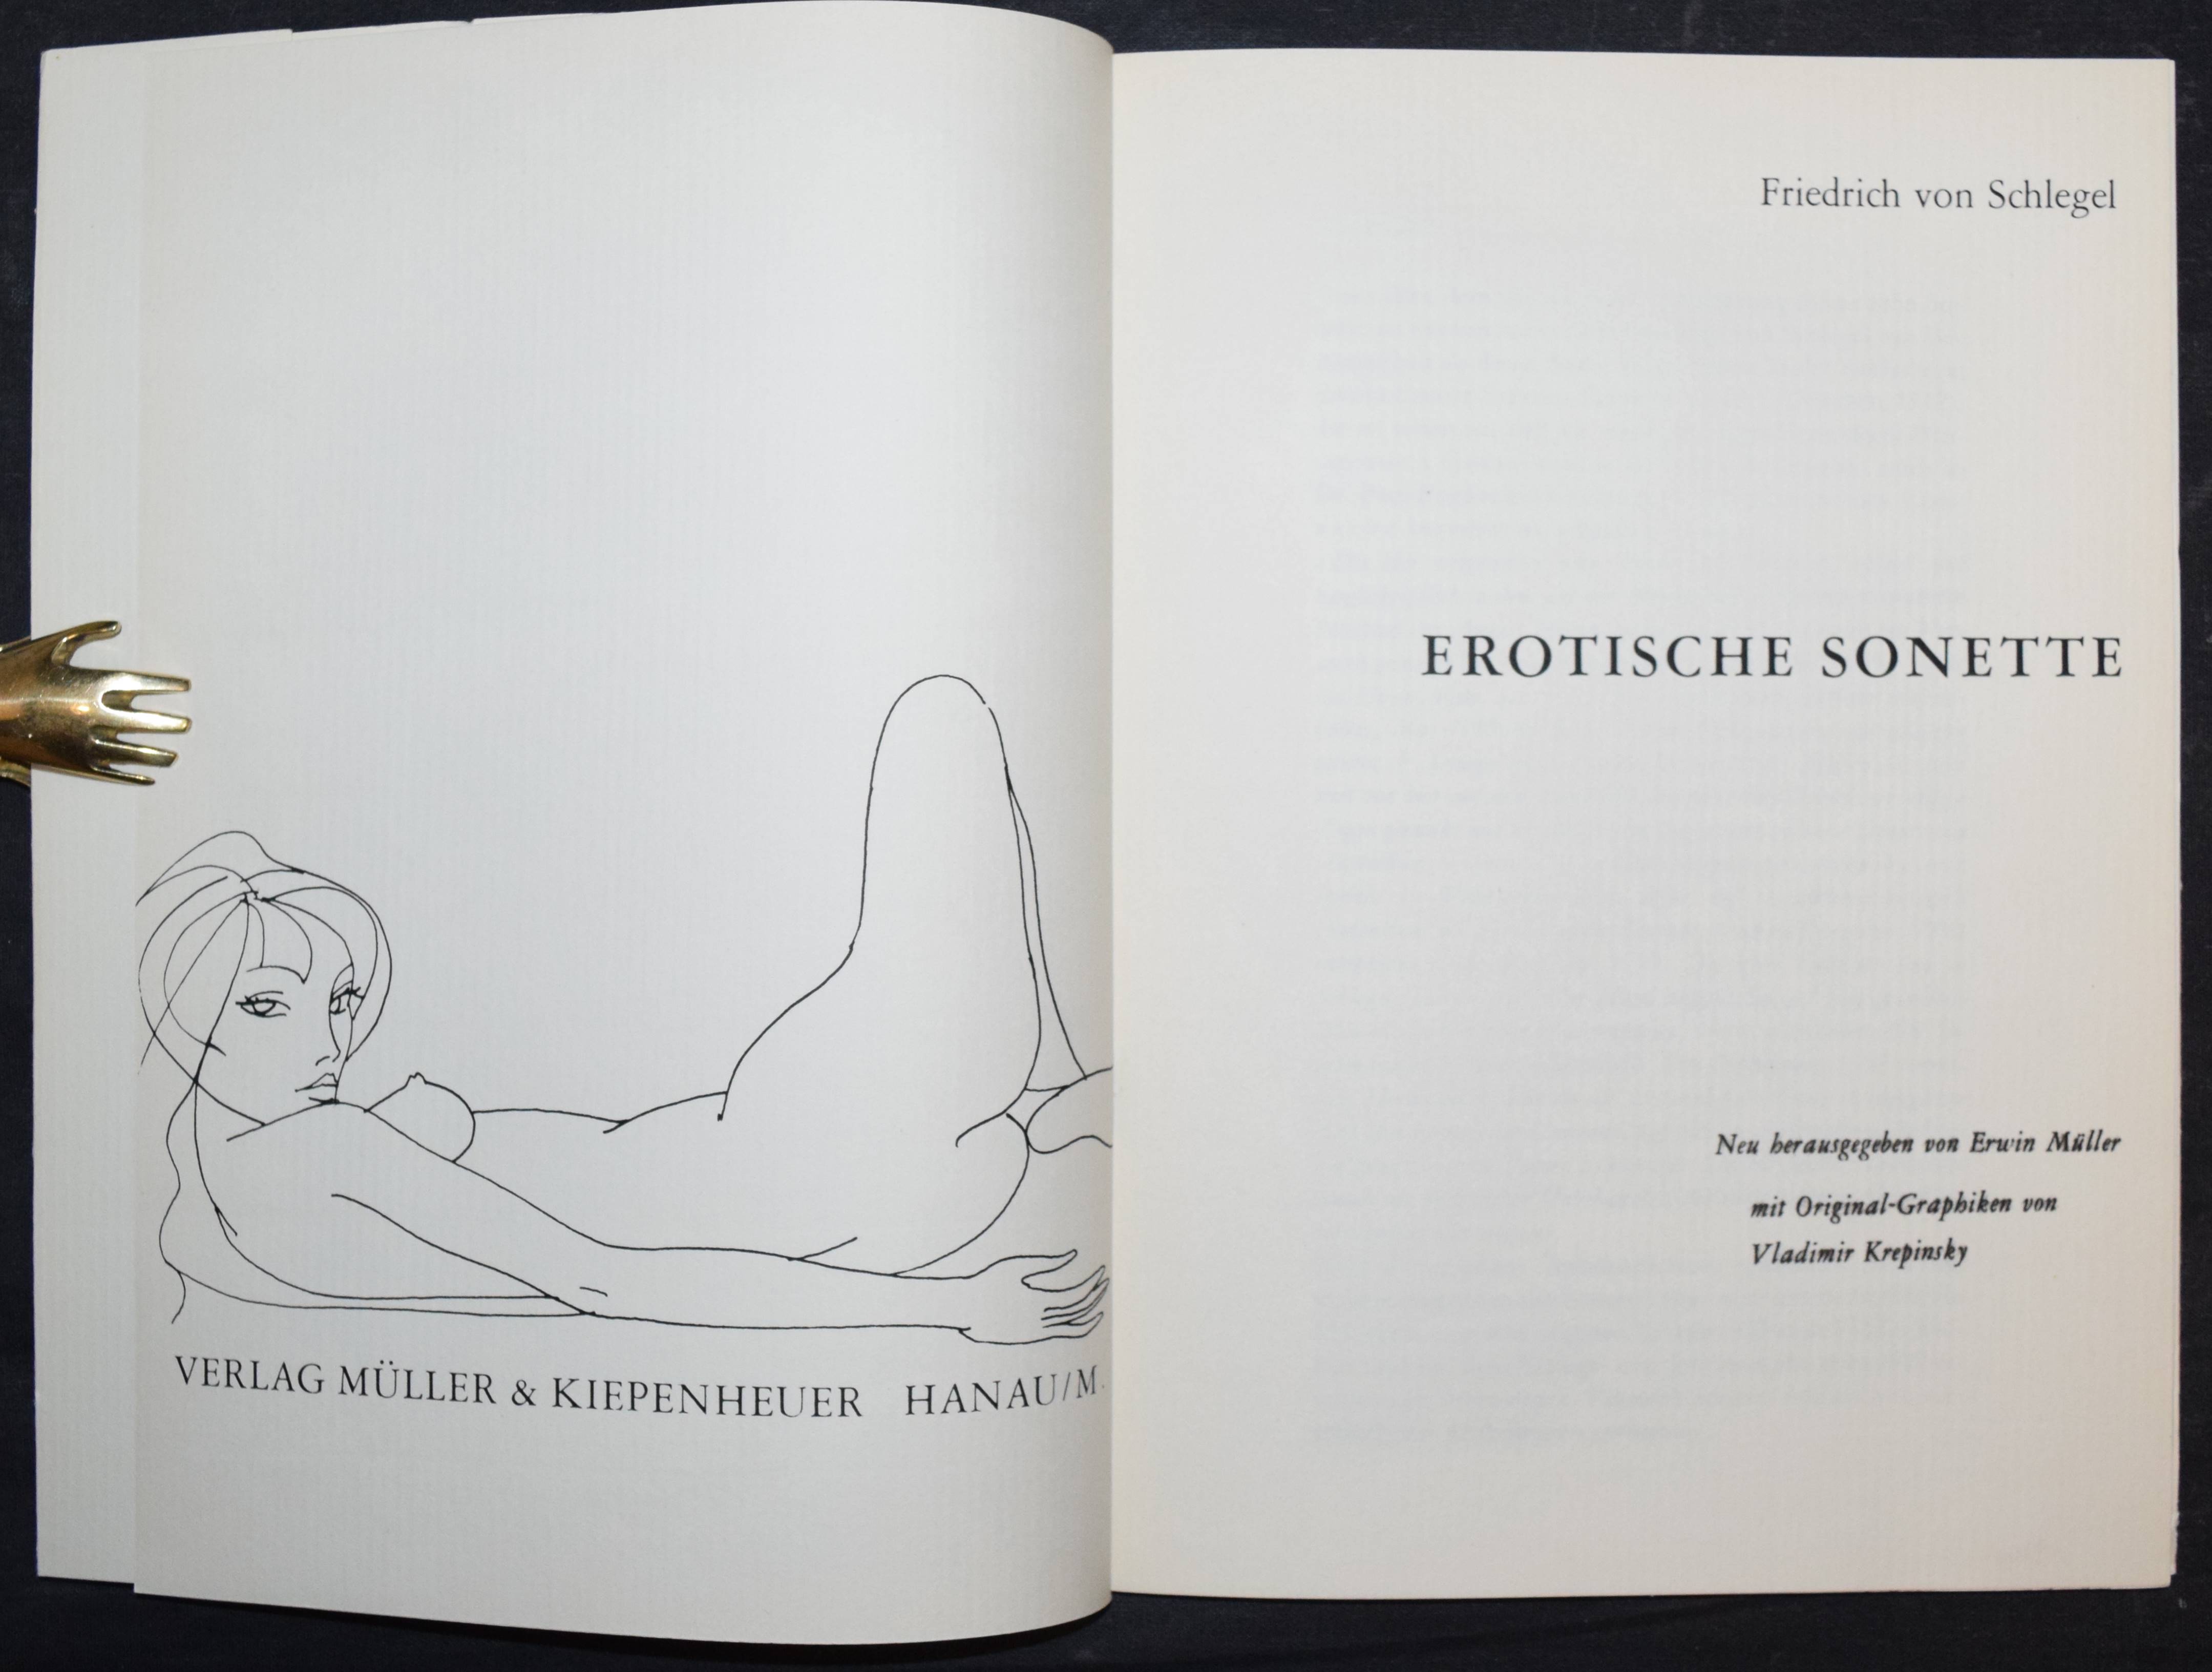 VERLAG MÜLLER & KIEPENHEUER HANAU/M.
Friedrich von Schlegel
EROTISCHE SONETTE
Neu herausgegeben von Erwin Müller
mit Original-Graphiken von
Vladimir Krepinsky